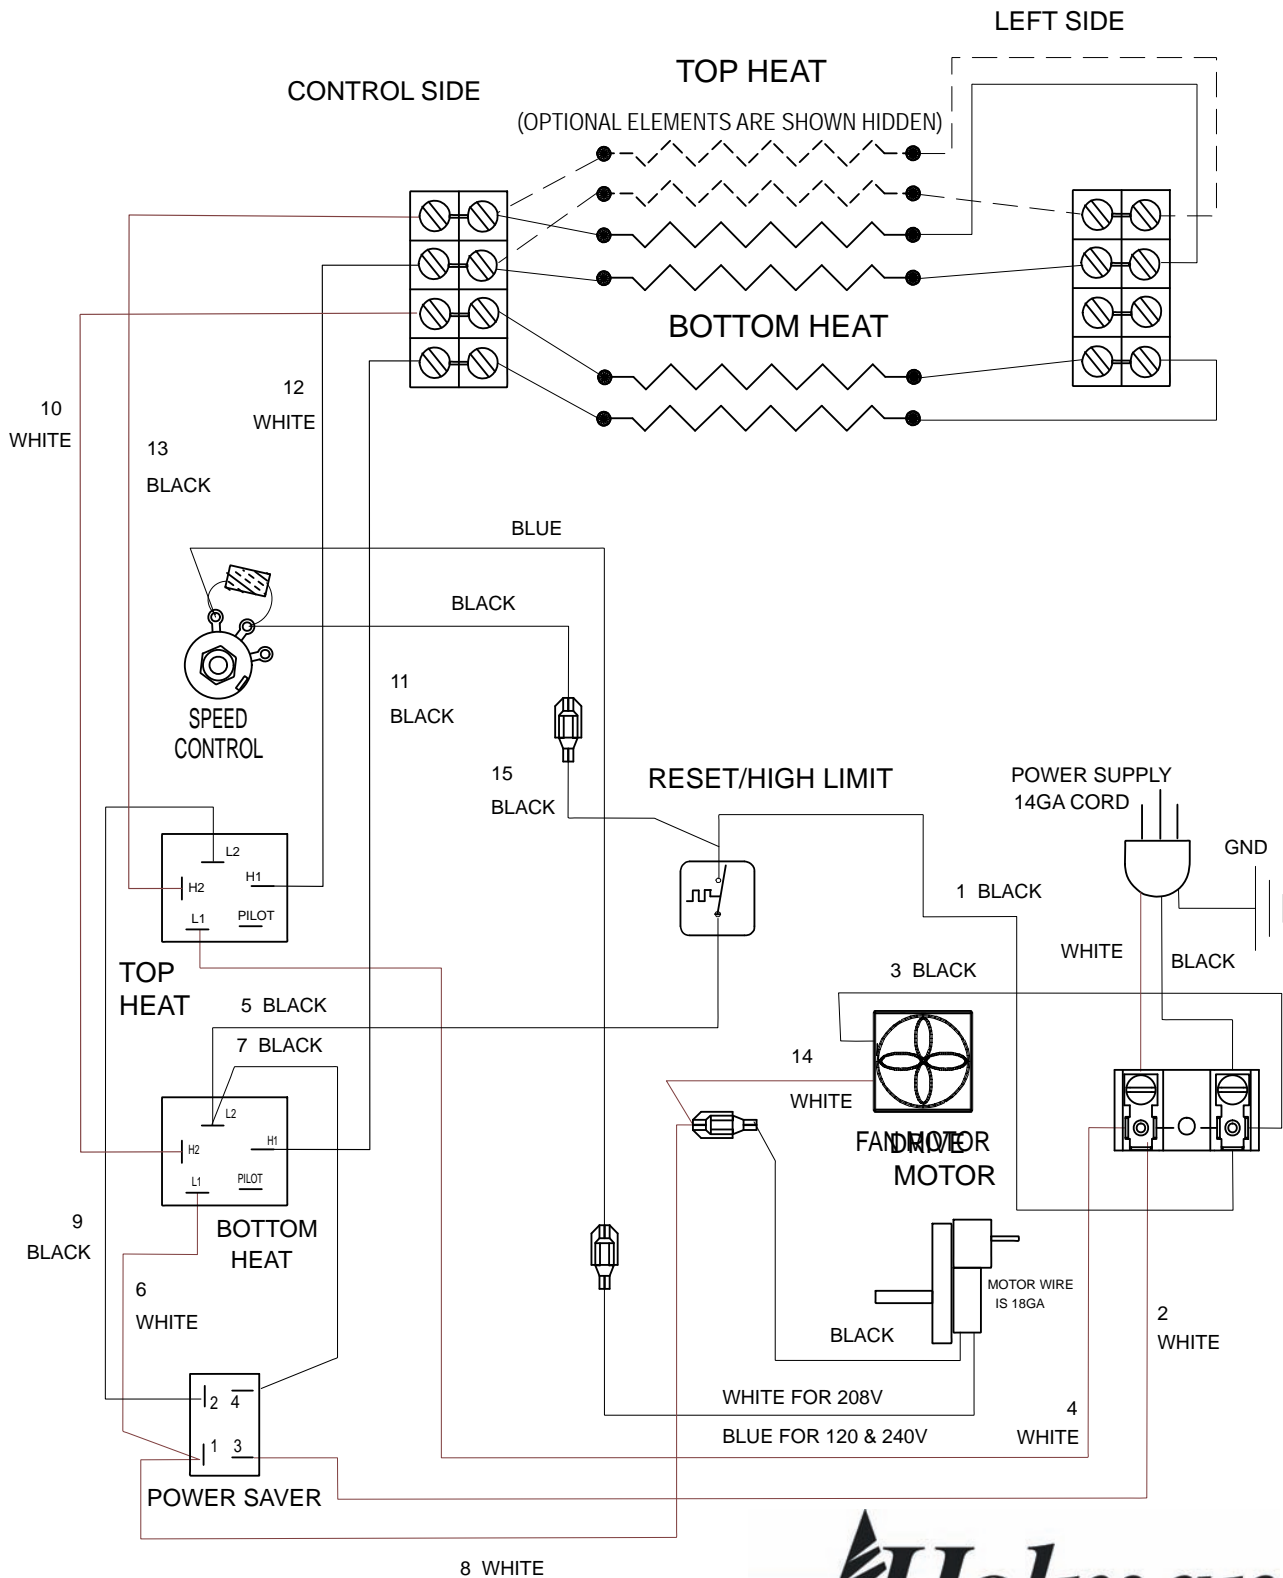 LEFT SIDE
TOP HEAT
CONTROL SIDE
(OPTIONAL ELEMENTS ARE SHOWN HIDDEN)
BOTTOM HEAT
12
WHITE
10
WHITE
13
BLACK
BLUE
BLACK
11
BLACK
SPEED
CONTROL
15
BLACK
RESET/HIGH LIMIT
POWER SUPPLY
14GA CORD
GND
L2
H1
H2
L1
PILOT
1 BLACK
WHITE
BLACK
TOP
HEAT
3 BLACK
5 BLACK
7 BLACK
14
WHITE
L2
H1
H2
L1
PILOT
FAN MOTOR
DRIVE
MOTOR
BOTTOM
HEAT
9
BLACK
6
WHITE
MOTOR WIRE
IS 18GA
BLACK
2
WHITE
2 4
1 3
WHITE FOR 208V
BLUE FOR 120 & 240V
4
WHITE
POWER SAVER
8 WHITE